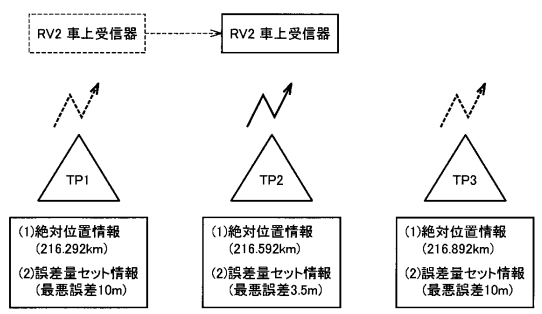 RV2 車上受信器
RV2 車上受信器
TP1
TP2
TP3
(1)絶対位置情報
(216.292km)
(2)誤差量セット情報
(最悪誤差10m)
(1)絶対位置情報
(216.592km)
(2)誤差量セット情報
(最悪誤差3.5m)
(1)絶対位置情報
(216.892km)
(2)誤差量セット情報
(最悪誤差10m)